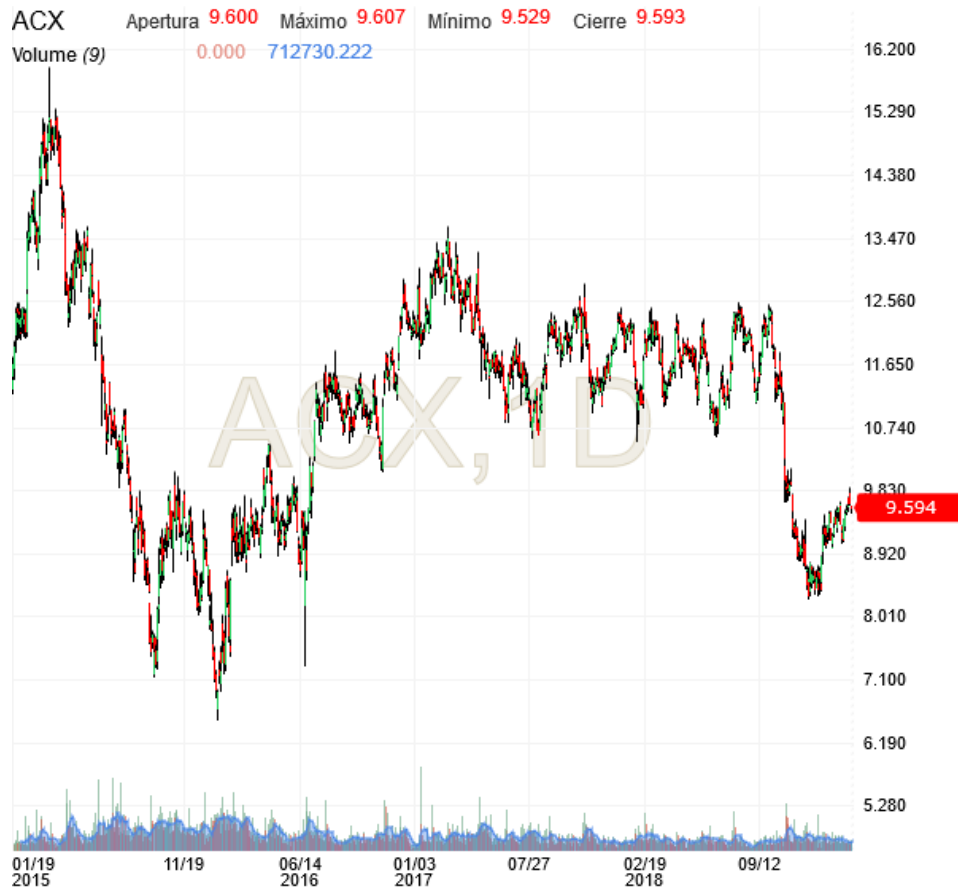 ACX Apertura 9.600 Máximo 9.607 Mínimo 9.529 Cierre 9.593
Volume (9) 0.000 712730.222
16.200
15.290
14.380
13.470
12.560
11.650
ACX, 1D
10.740
9.830
9.594
8.920
8.010
7.100
6.190
5.280
01/19 11/19 06/14 01/03 07/27 02/19 09/12
2015 2016 2017 2018